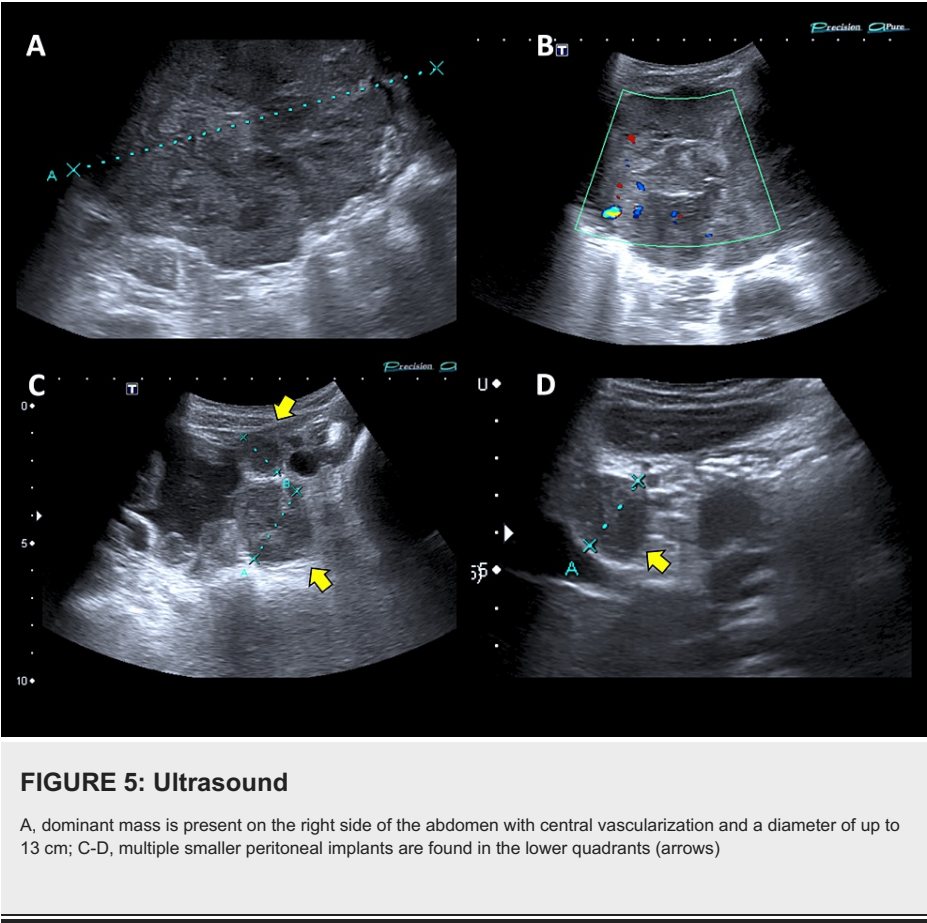 A
B
T
Precision APure
A
C
T
Precision A
0
5
10
B
A
D
U
5
A
FIGURE 5: Ultrasound
A, dominant mass is present on the right side of the abdomen with central vascularization and a diameter of up to
13 cm; C-D, multiple smaller peritoneal implants are found in the lower quadrants (arrows)